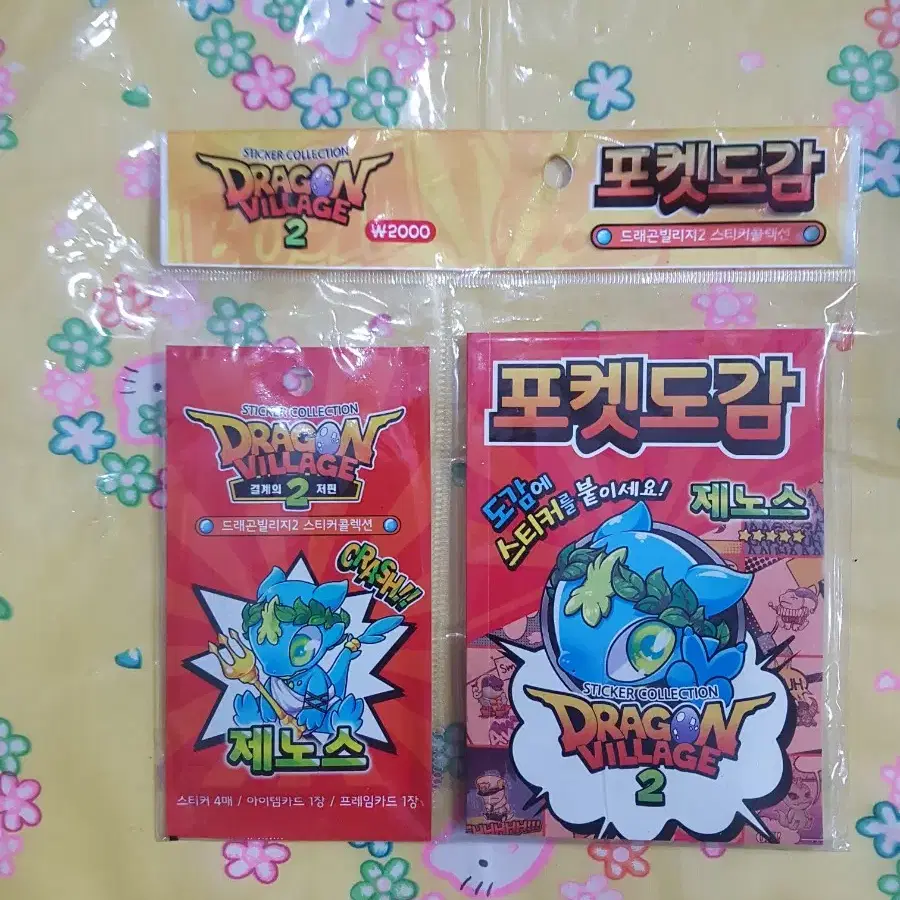 STICKER COLLECTION
DRAGON
VILLAGE
2
₩2000
포켓도감
드래곤빌리지2 스티커콜렉션
STICKER COLLECTION
DRAGON
VILLAGE
결계의 2 저편
드래곤빌리지2 스티커콜렉션
CRASH!!
제노스
스티커 4매 / 아이템카드 1장 / 프레임카드 1장
포켓도감
도감에
스티커를 붙이세요!
제노스
STICKER COLLECTION
DRAGON
VILLAGE
2